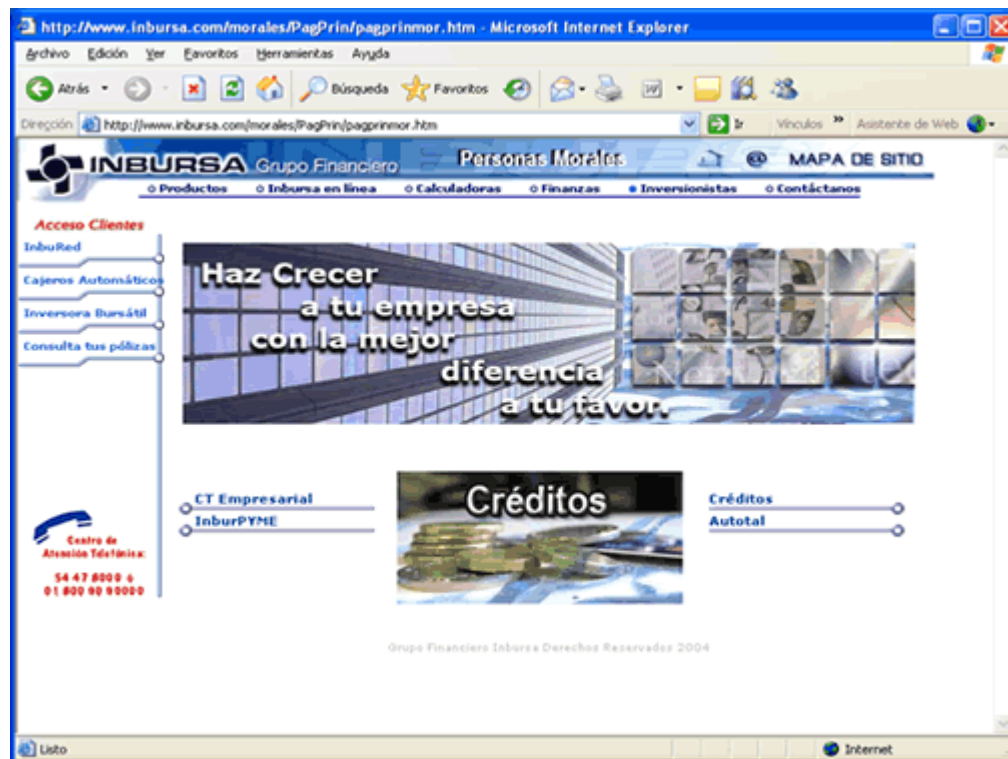 http://www.inbursa.com/morales/PagPrin/pagprinmor.htm - Microsoft Internet Explorer
Archivo Edición Ver Favoritos Herramientas Ayuda
Atrás Búsqueda Favoritos
Dirección http://www.inbursa.com/morales/PagPrin/pagprinmor.htm Ir Vínculos Asistente de Web
INBURSA Grupo Financiero Personas Morales @ MAPA DE SITIO
Productos Inbursa en línea Calculadoras Finanzas Inversionistas Contáctanos
Acceso Clientes
InbuRed
Cajeros Automáticos
Inversora Bursátil
Consulta tus pólizas
Haz Crecer
a tu empresa
con la mejor
diferencia
a tu favor.
CT Empresarial
InburPYME
Créditos
Créditos
Autotal
Centro de
Atención Telefónica:
54 47 8000 ó
01 800 90 90000
Grupo Financiero Inbursa Derechos Reservados 2004
Listo Internet